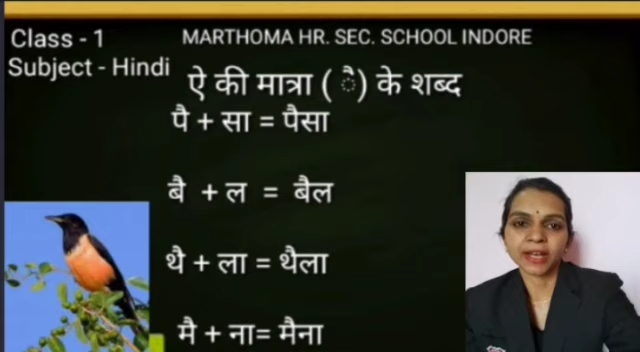 Class - 1
MARTHOMA HR. SEC. SCHOOL INDORE
Subject - Hindi
ऐ की मात्रा ( ै) के शब्द
पै + सा = पैसा
बै + ल = बैल
थै + ला = थैला
मै + ना= मैना